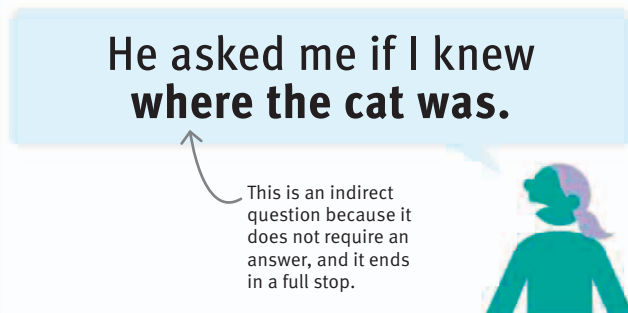 He asked me if I knew
where the cat was.
This is an indirect
question because it
does not require an
answer, and it ends
in a full stop.